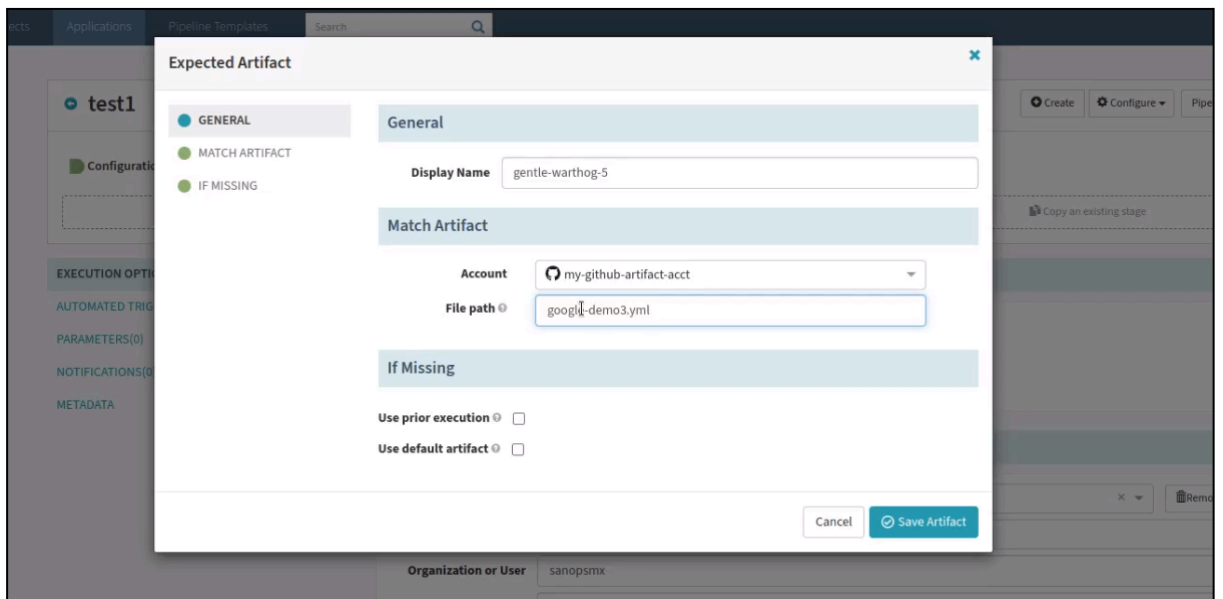 ects Applications Pipeline Templates Search
Expected Artifact
test1
Create Configure Pipe
GENERAL
MATCH ARTIFACT
IF MISSING
General
Display Name gentle-warthog-5
Configuratio
Copy an existing stage
Match Artifact
Account my-github-artifact-acct
File path google-demo3.yml
EXECUTION OPTI
AUTOMATED TRIG
PARAMETERS(0)
NOTIFICATIONS(0
METADATA
If Missing
Use prior execution
Use default artifact
Remo
Cancel Save Artifact
Organization or User sanopsmx